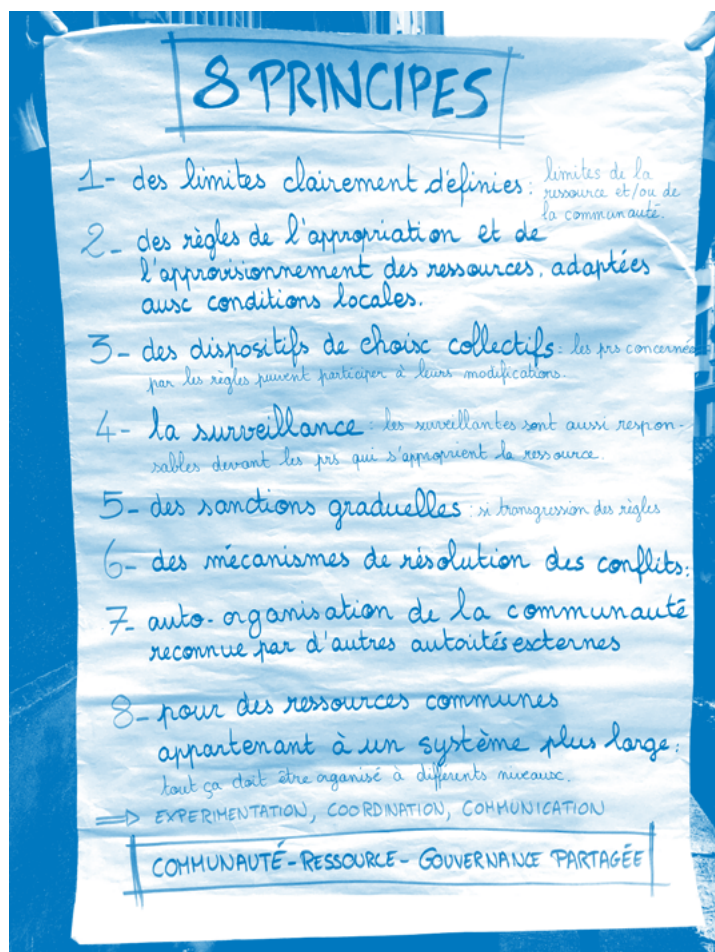 8 PRINCIPES
1- des limites clairement définies : limites de la
ressource et/ou de
la communauté.
2- des règles de l'appropriation et de
l'approvisionnement des ressources, adaptées
aux conditions locales.
3- des dispositifs de choix collectifs : les prs concernées
par les règles peuvent participer à leurs modifications.
4- la surveillance : les surveillantes sont aussi respon-
sables devant les prs qui s'approprient la ressource.
5- des sanctions graduelles : si transgression des règles
6- des mécanismes de résolution des conflits :
7- auto-organisation de la communauté
reconnue par d'autres autoités externes
8- pour des ressources communes
appartenant à un système plus large :
tout ça doit être organisé à différents niveaux.
⇒ EXPERIMENTATION, COORDINATION, COMMUNICATION
COMMUNAUTÉ - RESSOURCE - GOUVERNANCE PARTAGÉE